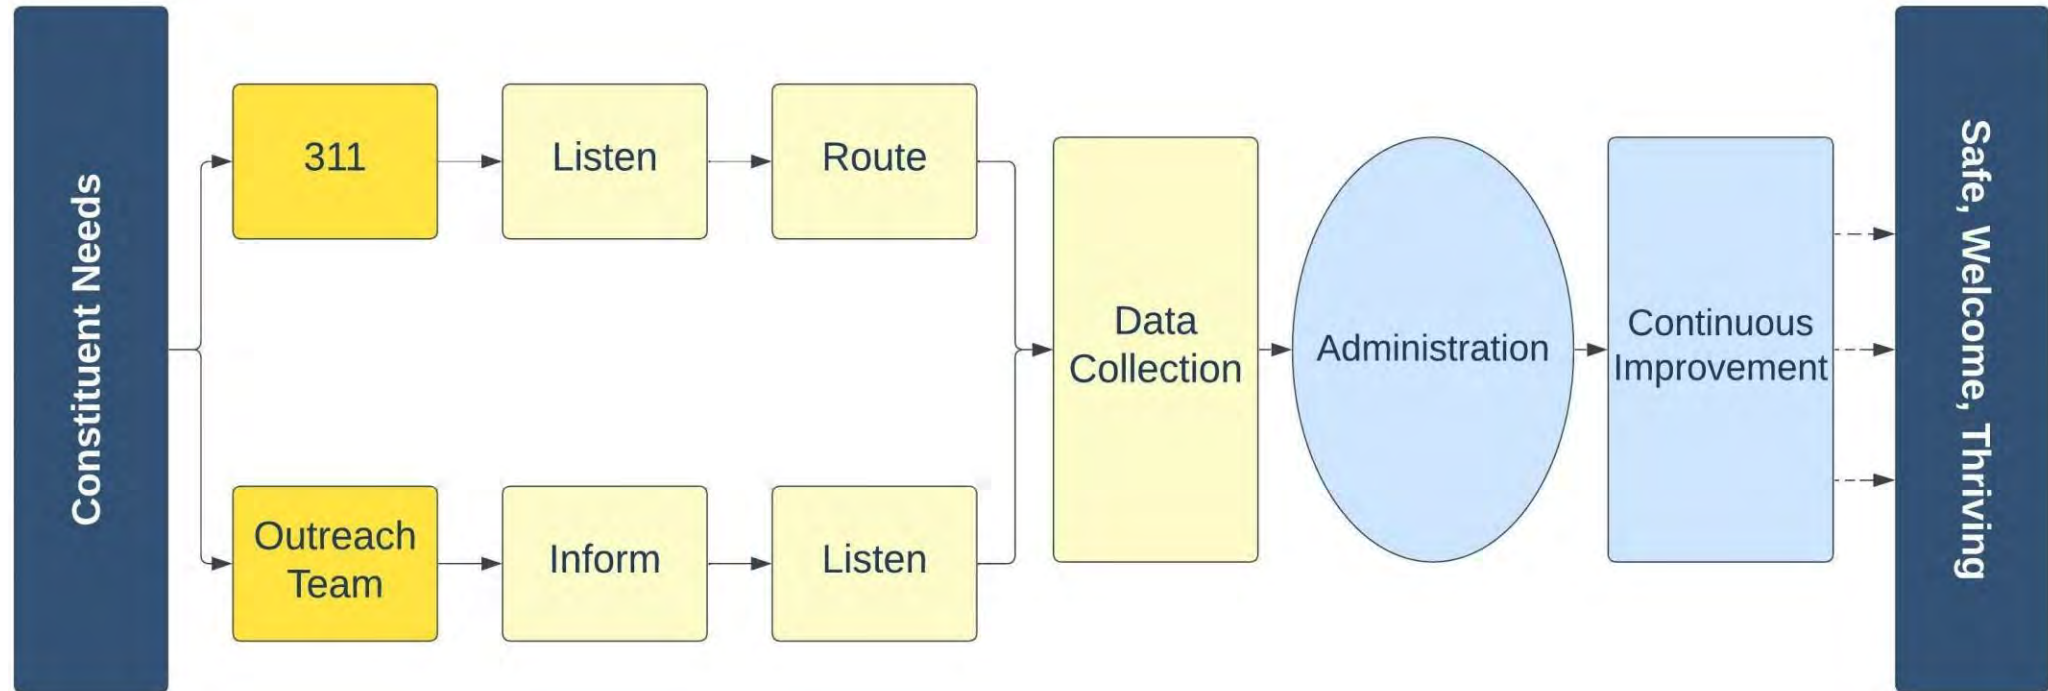 Constituent Needs
311
Listen
Route
Outreach
Team
Inform
Listen
Data
Collection
Administration
Continuous
Improvement
Safe, Welcome, Thriving